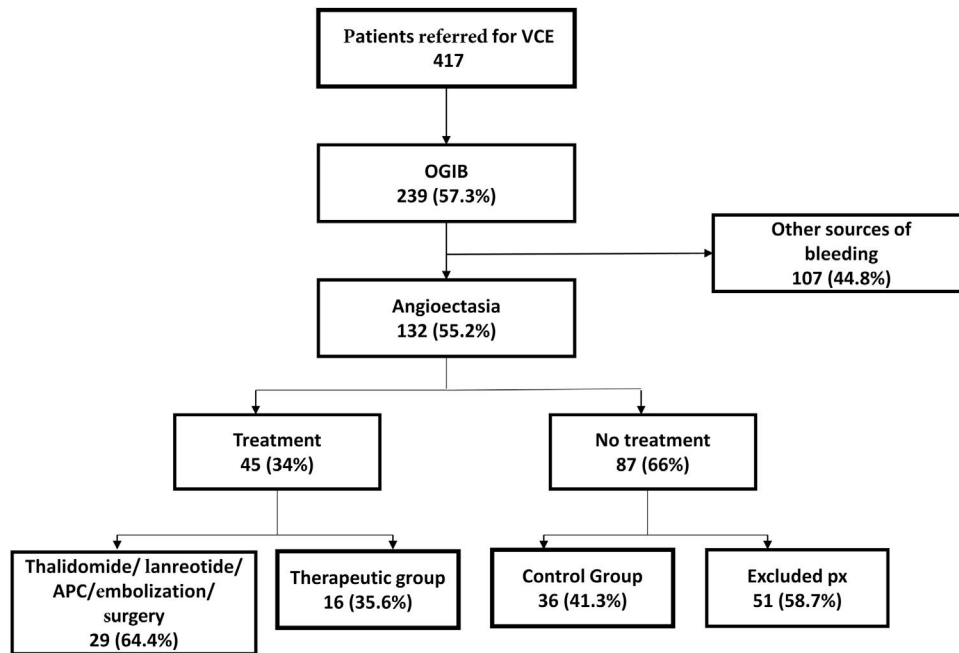 Patients referred for VCE
417
OGIB
239 (57.3%)
Other sources of
bleeding
107 (44.8%)
Angioectasia
132 (55.2%)
Treatment
45 (34%)
No treatment
87 (66%)
Thalidomide/ lanreotide/
APC/embolization/
surgery
29 (64.4%)
Therapeutic group
16 (35.6%)
Control Group
36 (41.3%)
Excluded px
51 (58.7%)